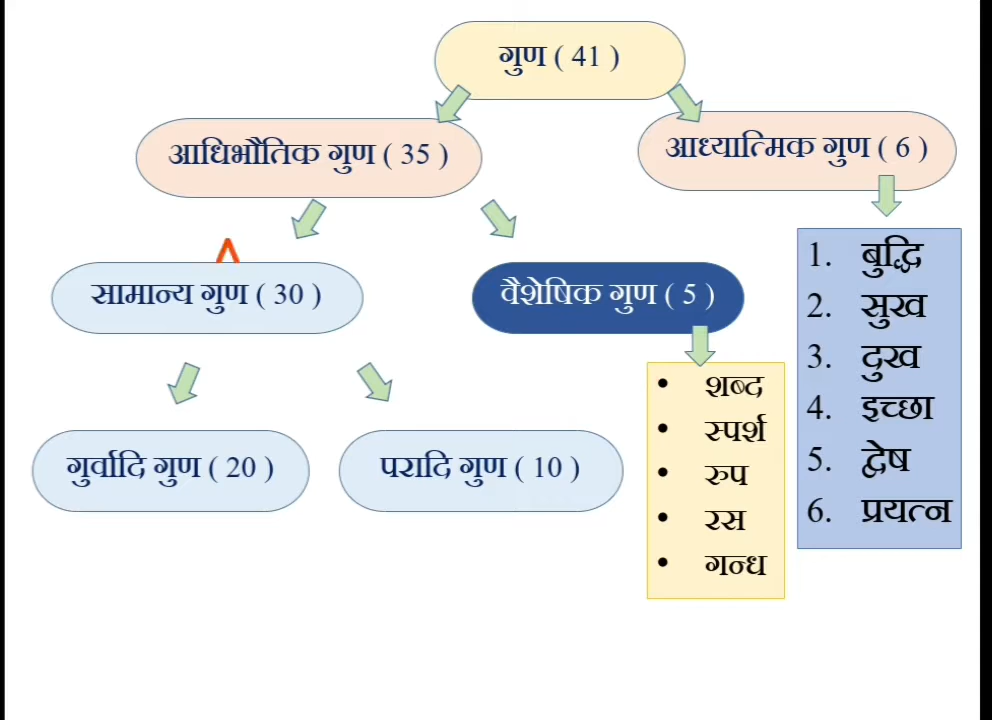 गुण ( 41 )
आधिभौतिक गुण ( 35 )
आध्यात्मिक गुण ( 6 )
सामान्य गुण ( 30 )
वैशेषिक गुण ( 5 )
गुर्वादि गुण ( 20 )
परादि गुण ( 10 )
• शब्द
• स्पर्श
• रुप
• रस
• गन्ध
1. बुद्धि
2. सुख
3. दुख
4. इच्छा
5. द्वेष
6. प्रयत्न